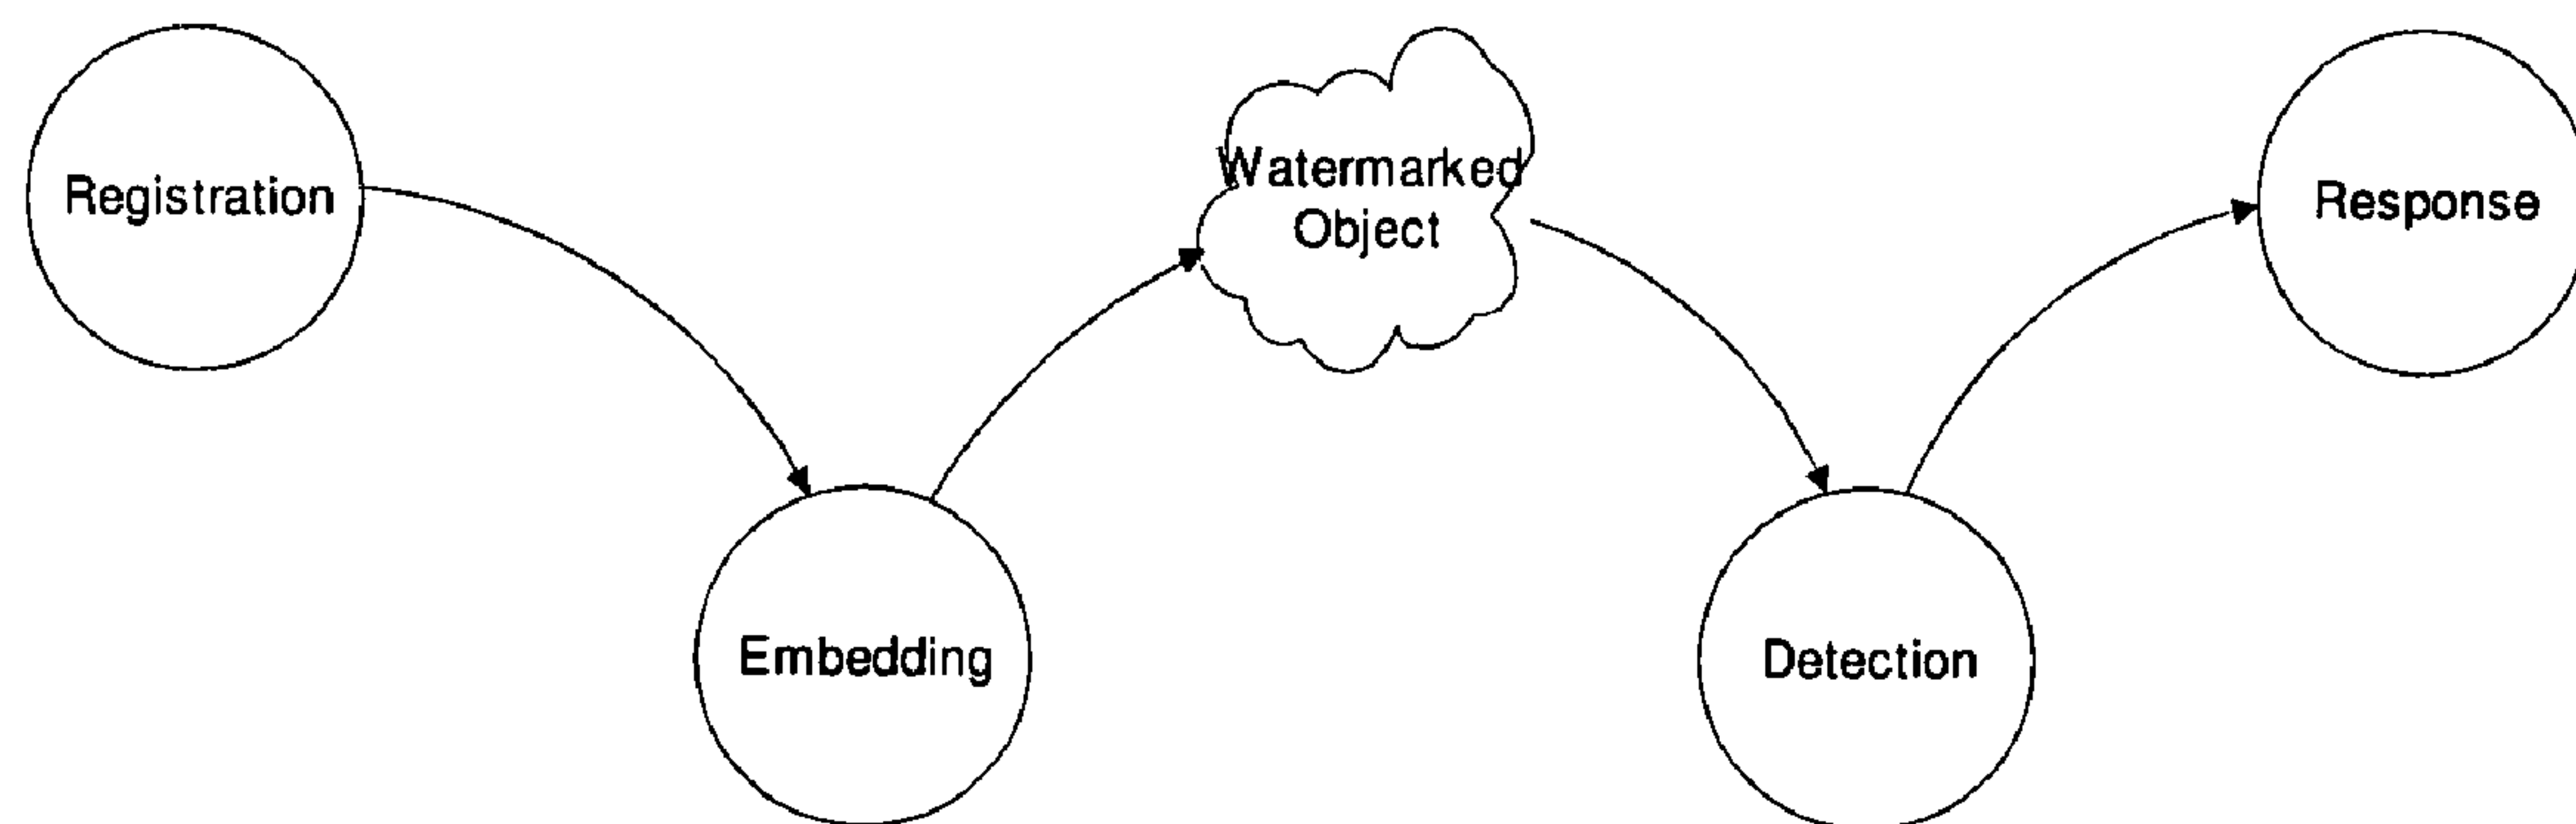 Registration
Embedding
Watermarked
Object
Detection
Response